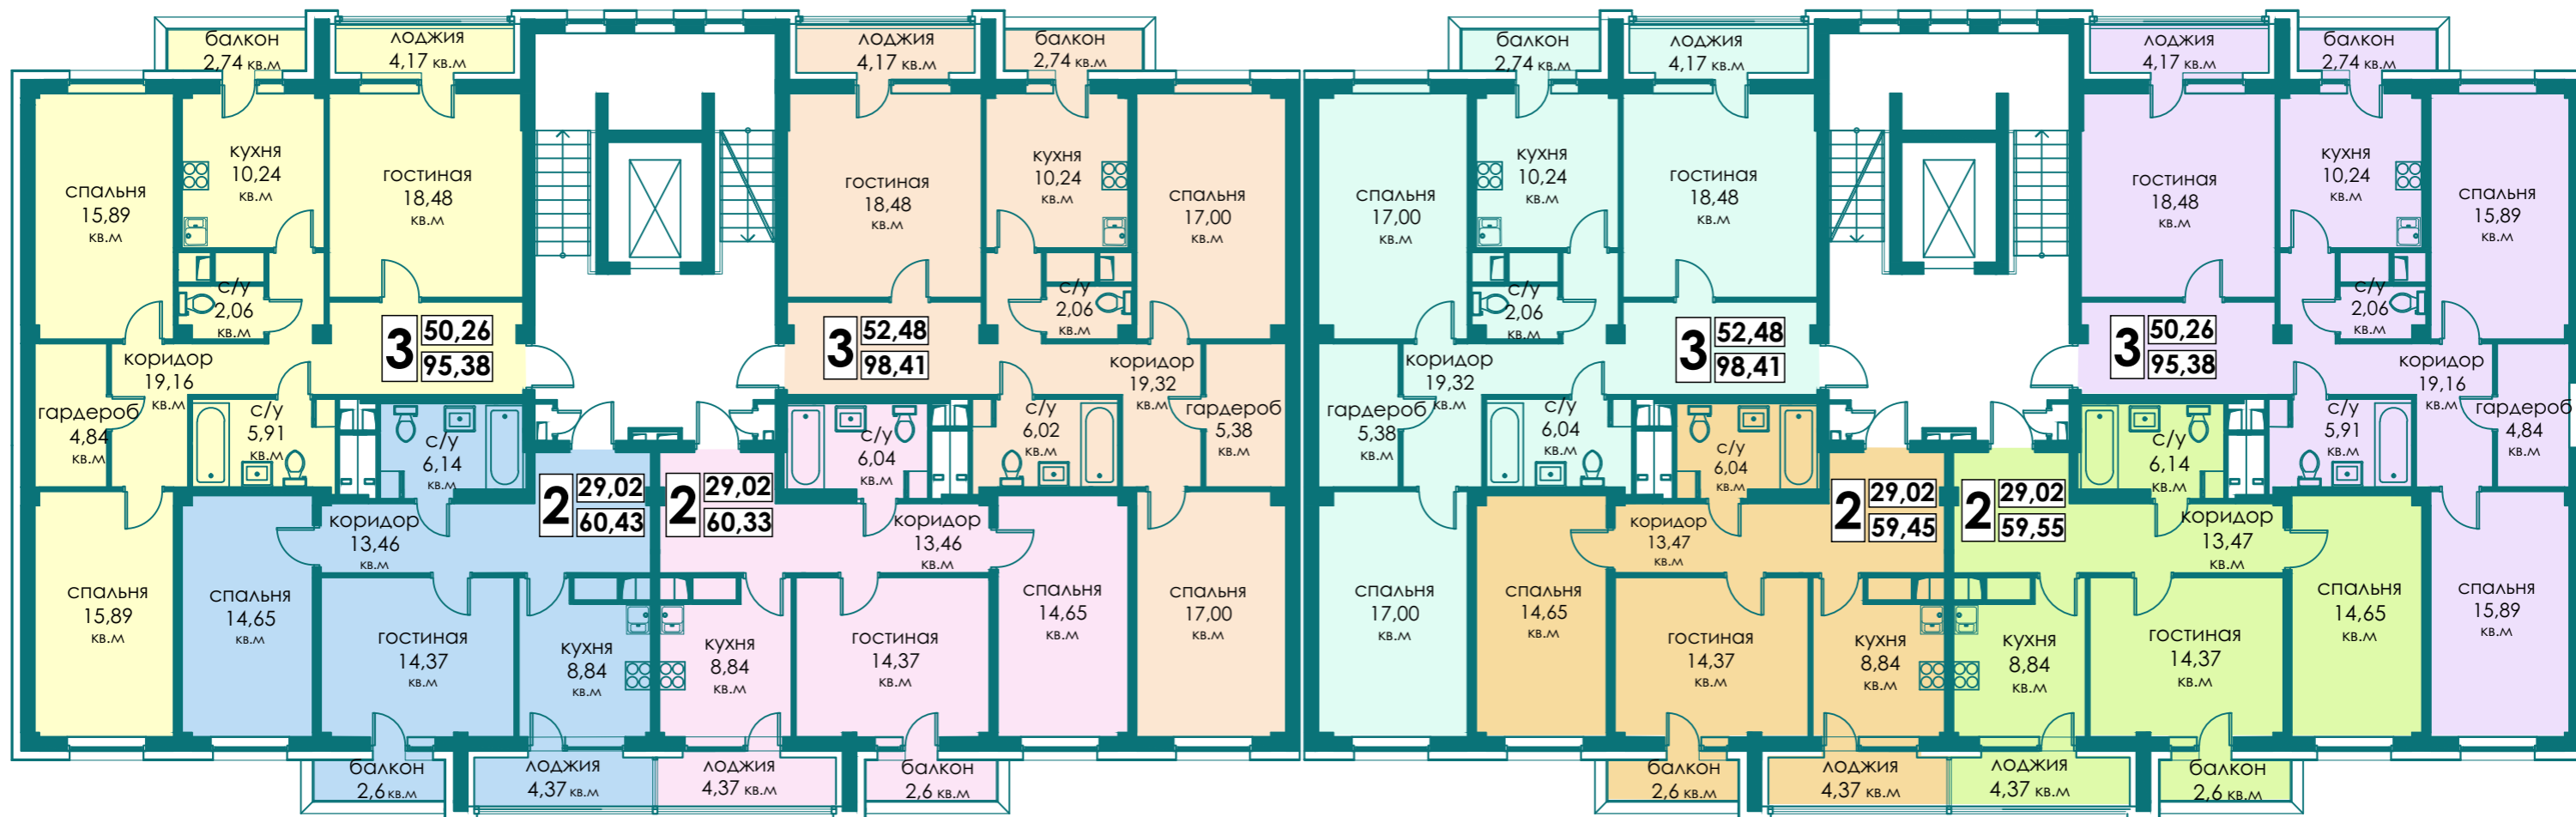 балкон
2,74 кв.м
лоджия
4,17 кв.м
спальня
15,89
кв.м
кухня
10,24
кв.м
гостиная
18,48
кв.м
с/у
2,06
кв.м
3
50,26
95,38
коридор
19,16
кв.м
гардероб
4,84
кв.м
с/у
5,91
кв.м
спальня
15,89
кв.м
с/у
6,14
кв.м
2
29,02
60,43
коридор
13,46
кв.м
спальня
14,65
кв.м
гостиная
14,37
кв.м
кухня
8,84
кв.м
балкон
2,6 кв.м
лоджия
4,37 кв.м
лоджия
4,17 кв.м
балкон
2,74 кв.м
гостиная
18,48
кв.м
кухня
10,24
кв.м
спальня
17,00
кв.м
с/у
2,06
кв.м
3
52,48
98,41
коридор
19,32
кв.м
гардероб
5,38
кв.м
с/у
6,02
кв.м
спальня
17,00
кв.м
с/у
6,04
кв.м
2
29,02
60,33
коридор
13,46
кв.м
кухня
8,84
кв.м
гостиная
14,37
кв.м
спальня
14,65
кв.м
лоджия
4,37 кв.м
балкон
2,6 кв.м
балкон
2,74 кв.м
лоджия
4,17 кв.м
спальня
17,00
кв.м
кухня
10,24
кв.м
гостиная
18,48
кв.м
с/у
2,06
кв.м
3
52,48
98,41
коридор
19,32
кв.м
гардероб
5,38
кв.м
с/у
6,04
кв.м
спальня
17,00
кв.м
с/у
6,04
кв.м
2
29,02
59,45
коридор
13,47
кв.м
спальня
14,65
кв.м
гостиная
14,37
кв.м
кухня
8,84
кв.м
балкон
2,6 кв.м
лоджия
4,37 кв.м
лоджия
4,17 кв.м
балкон
2,74 кв.м
гостиная
18,48
кв.м
кухня
10,24
кв.м
спальня
15,89
кв.м
с/у
2,06
кв.м
3
50,26
95,38
коридор
19,16
кв.м
гардероб
4,84
кв.м
с/у
5,91
кв.м
спальня
15,89
кв.м
с/у
6,14
кв.м
2
29,02
59,55
коридор
13,47
кв.м
кухня
8,84
кв.м
гостиная
14,37
кв.м
спальня
14,65
кв.м
лоджия
4,37 кв.м
балкон
2,6 кв.м